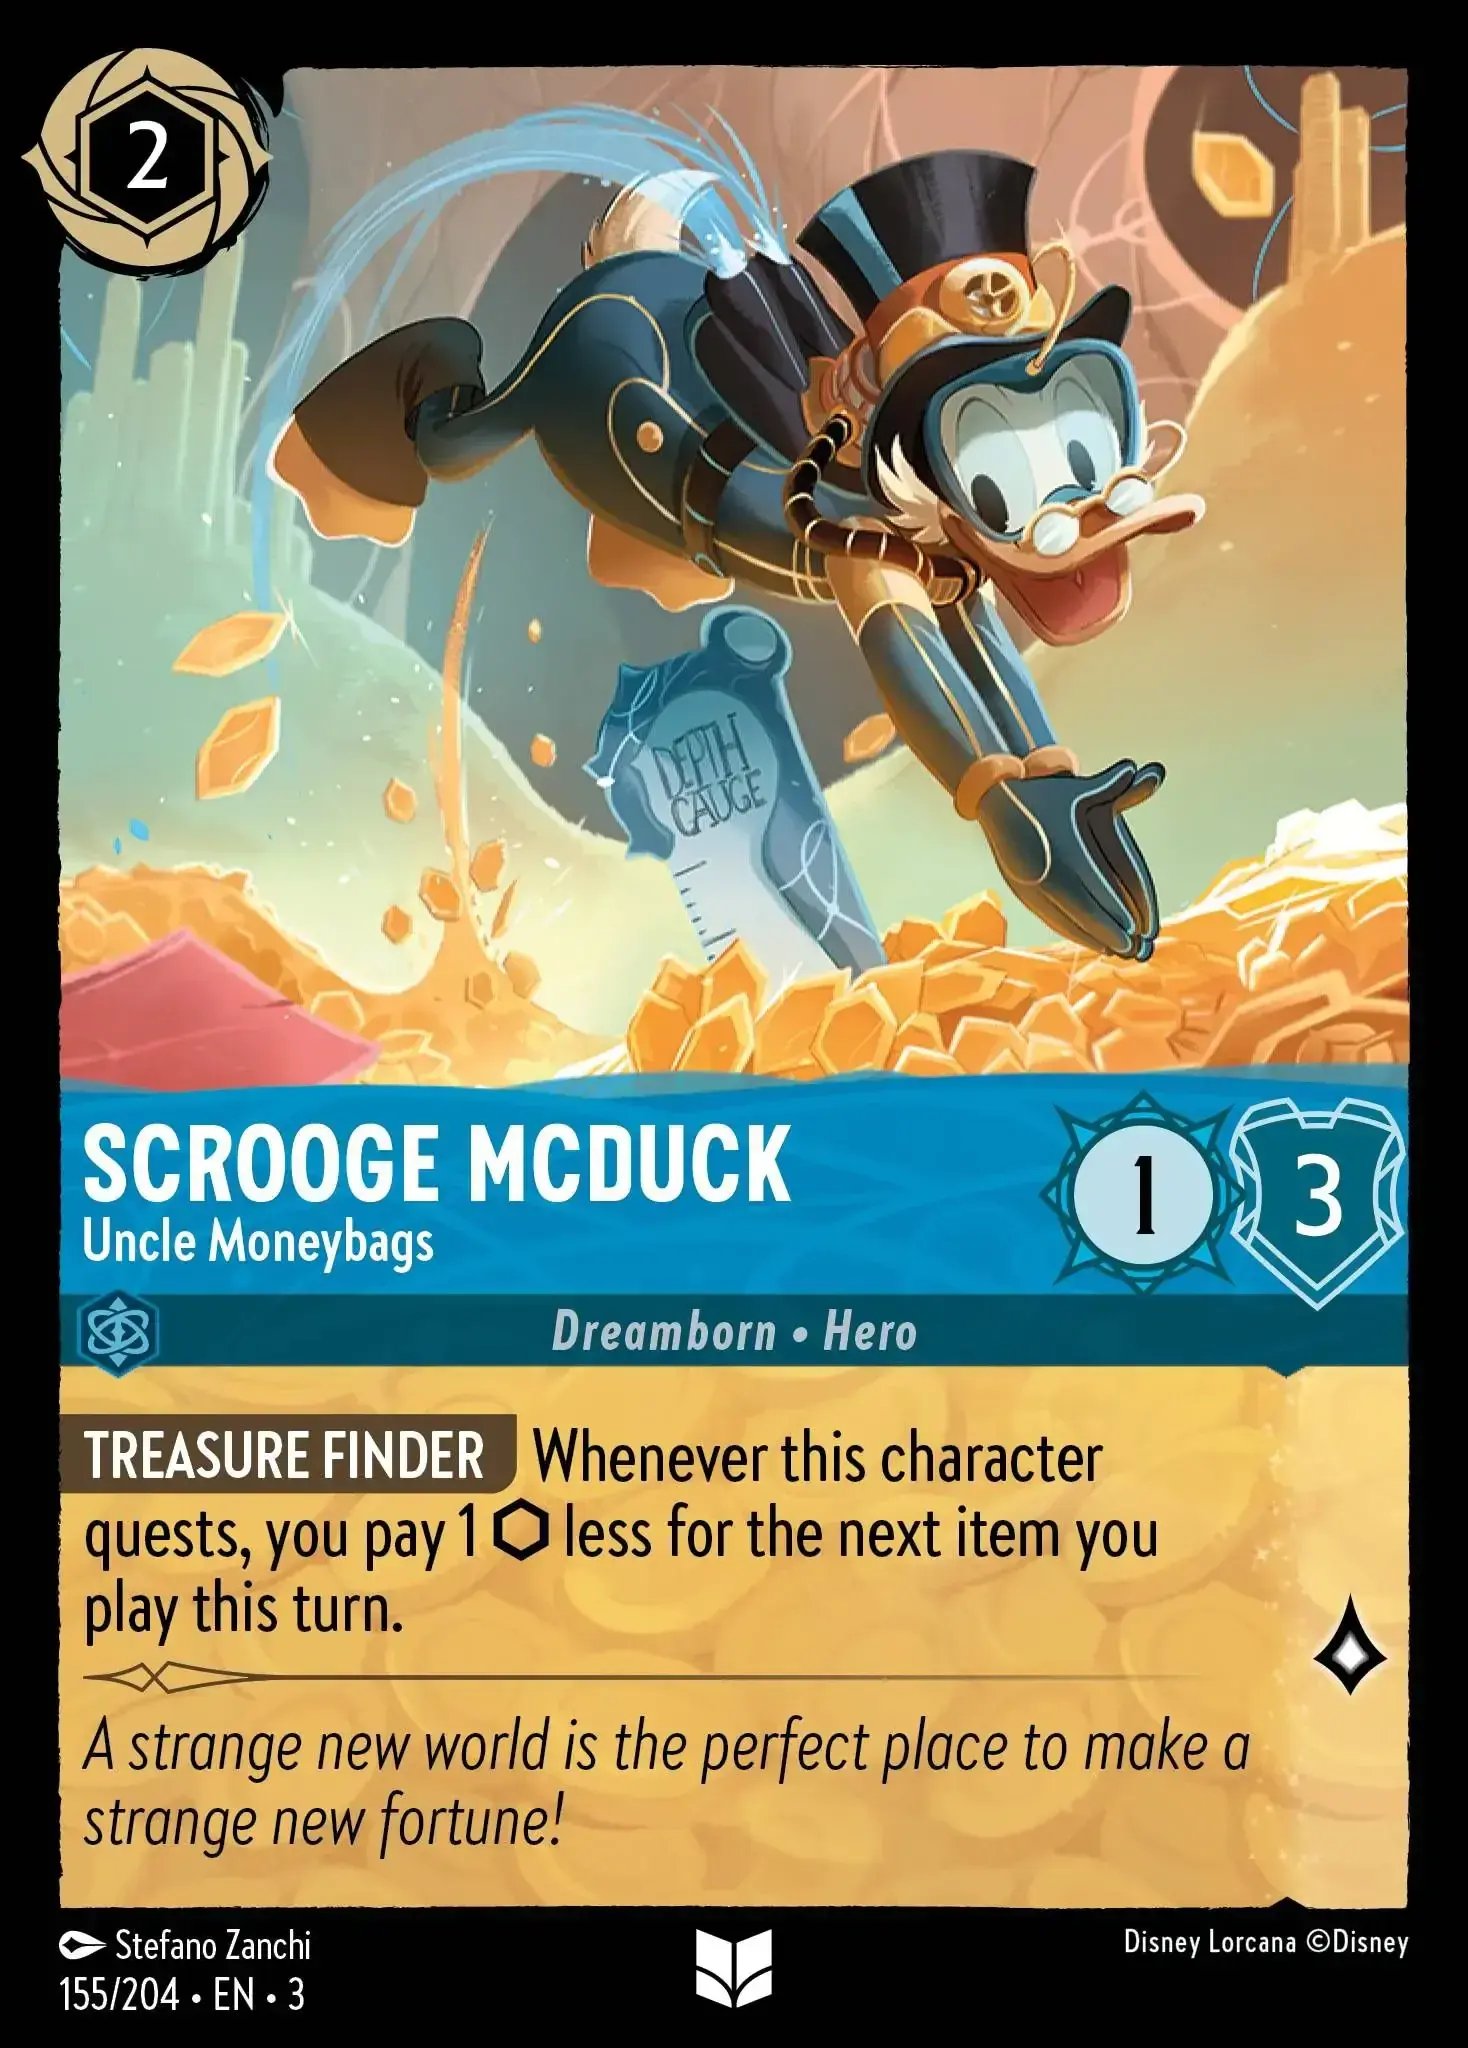 2
DEPTH
GAUGE
SCROOGE MCDUCK
Uncle Moneybags
1
3
Dreamborn • Hero
TREASURE FINDER Whenever this character
quests, you pay 1 ⬡ less for the next item you
play this turn.
A strange new world is the perfect place to make a
strange new fortune!
Stefano Zanchi
155/204 • EN • 3
Disney Lorcana ©Disney